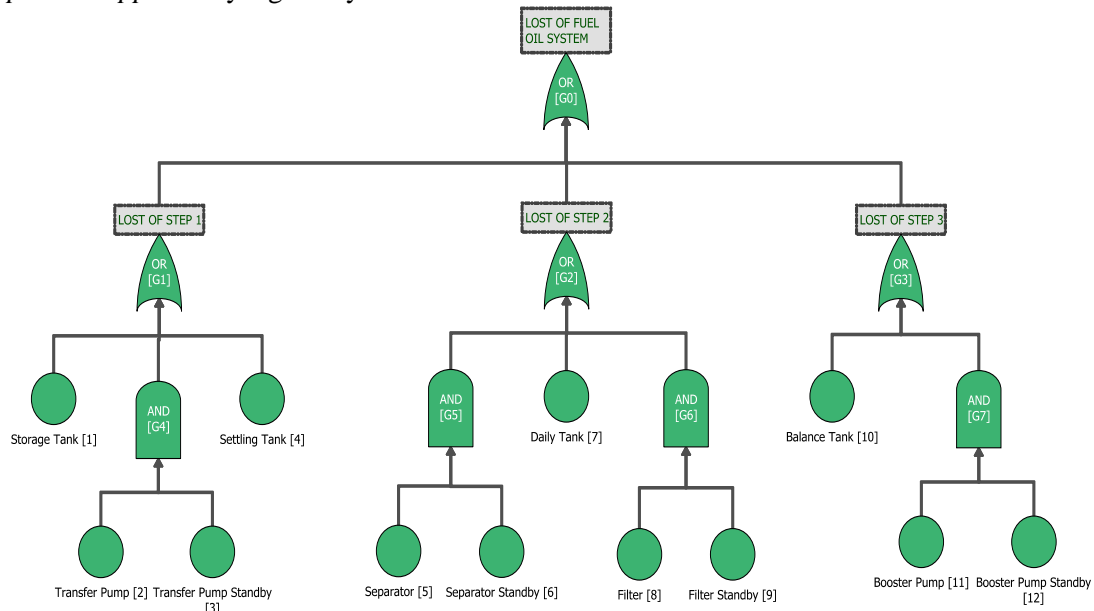 LOST OF FUEL
OIL SYSTEM
OR
[G0]
LOST OF STEP 1
LOST OF STEP 2
LOST OF STEP 3
OR
[G1]
OR
[G2]
OR
[G3]
Storage Tank [1]
AND
[G4]
Settling Tank [4]
AND
[G5]
Daily Tank [7]
AND
[G6]
Balance Tank [10]
AND
[G7]
Transfer Pump [2]
Transfer Pump Standby
[3]
Separator [5]
Separator Standby [6]
Filter [8]
Filter Standby [9]
Booster Pump [11]
Booster Pump Standby
[12]